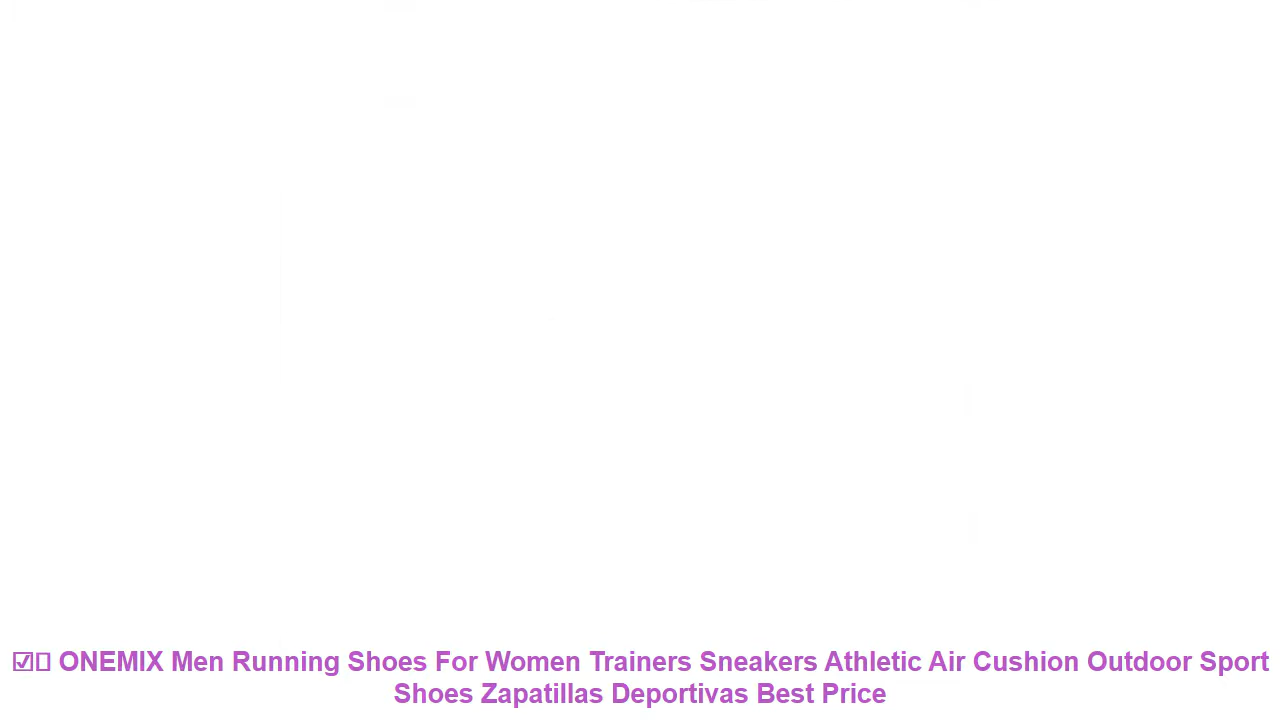 ☑️ ONEMIX Men Running Shoes For Women Trainers Sneakers Athletic Air Cushion Outdoor Sport
Shoes Zapatillas Deportivas Best Price